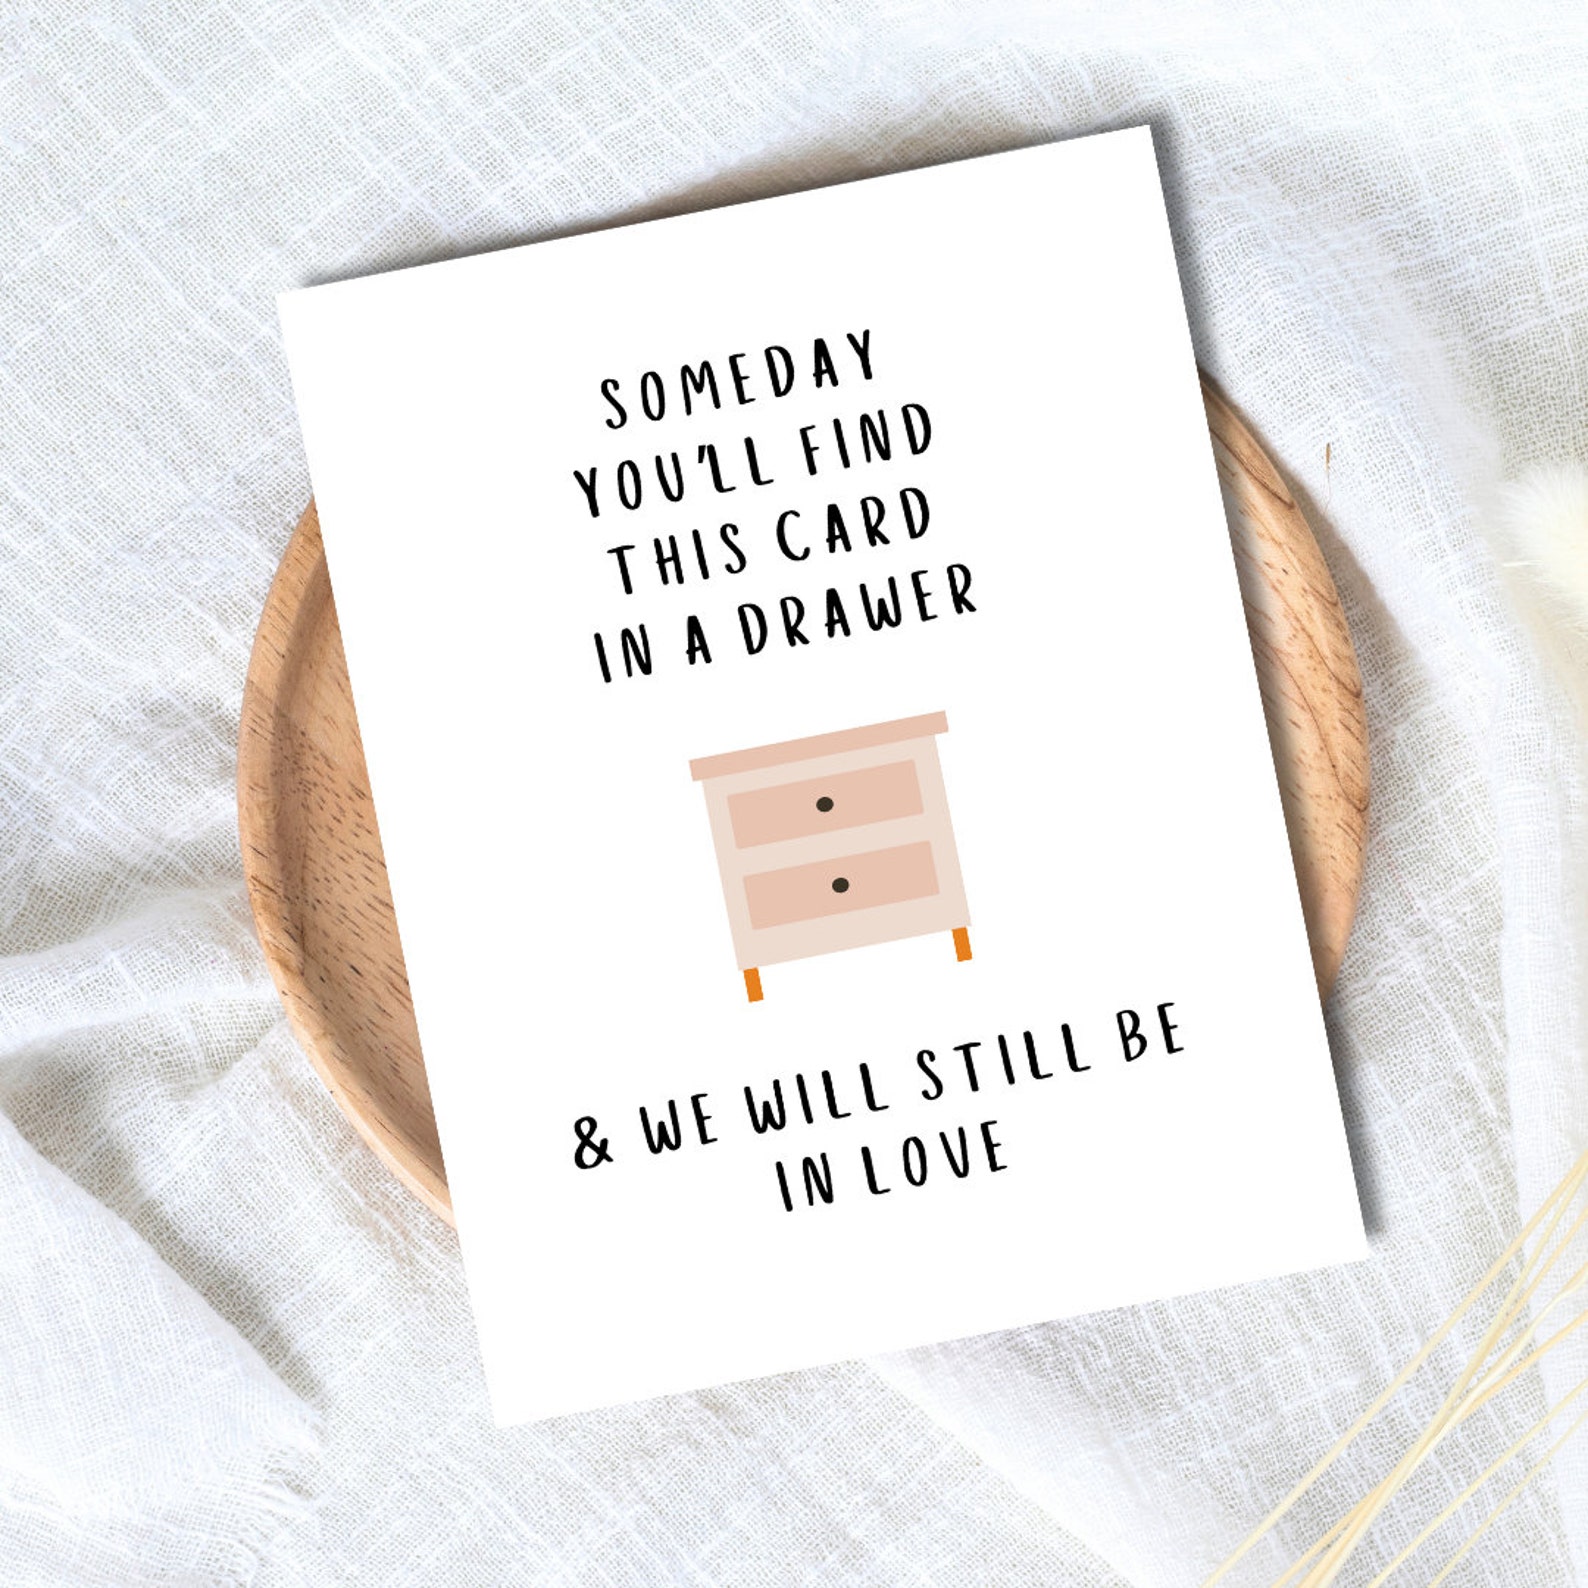 SOMEDAY
YOU'LL FIND
THIS CARD
IN A DRAWER
& WE WILL STILL BE
IN LOVE